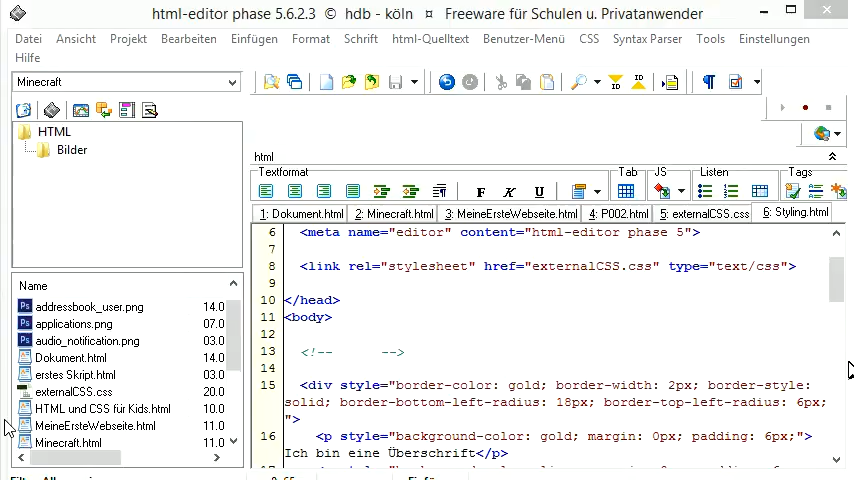 html-editor phase 5.6.2.3 © hdb - köln ¤ Freeware für Schulen u. Privatanwender
Datei Ansicht Projekt Bearbeiten Einfügen Format Schrift html-Quelltext Benutzer-Menü CSS Syntax Parser Tools Einstellungen
Hilfe
Minecraft
ID ID
HTML
Bilder
html
Textformat Tab JS Listen Tags
F K U
1: Dokument.html 2: Minecraft.html 3: MeineErsteWebseite.html 4: P002.html 5: externalCSS.css 6: Styling.html
6 <meta name="editor" content="html-editor phase 5">
7
8 <link rel="stylesheet" href="externalCSS.css" type="text/css">
9
10 </head>
11 <body>
12
13 <!-- -->
14
15 <div style="border-color: gold; border-width: 2px; border-style:
solid; border-bottom-left-radius: 18px; border-top-left-radius: 6px;
">
16 <p style="background-color: gold; margin: 0px; padding: 6px;">
Ich bin eine Überschrift</p>
Name
Ps addressbook_user.png 14.0
Ps applications.png 07.0
Ps audio_notification.png 03.0
Dokument.html 14.0
erstes Skript.html 03.0
externalCSS.css 20.0
HTML und CSS für Kids.html 10.0
MeineErsteWebseite.html 11.0
Minecraft.html 11.0